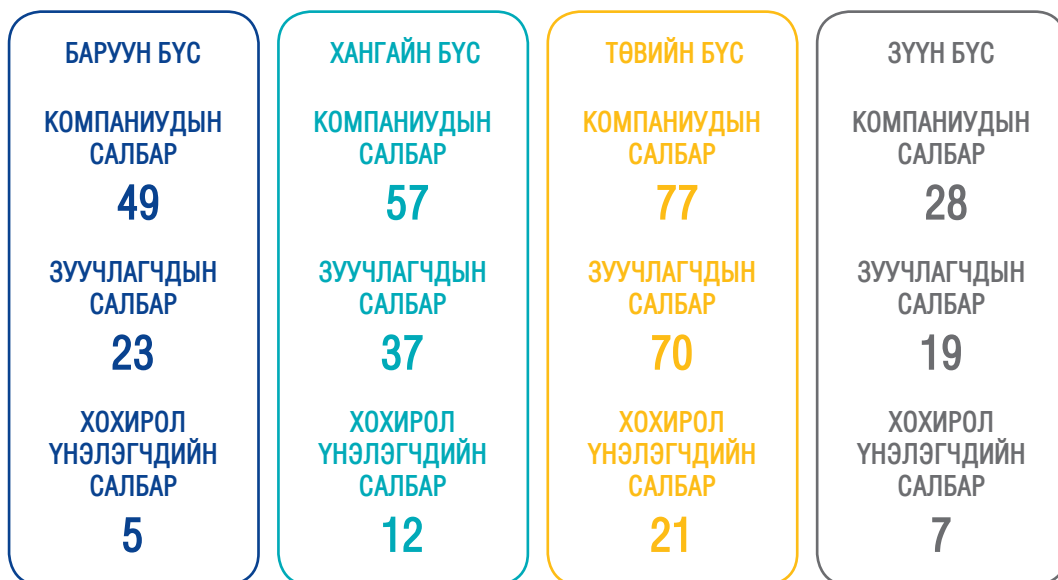 БАРУУН БҮС
КОМПАНИУДЫН
САЛБАР
49
ЗУУЧЛАГЧДЫН
САЛБАР
23
ХОХИРОЛ
ҮНЭЛЭГЧДИЙН
САЛБАР
5
ХАНГАЙН БҮС
КОМПАНИУДЫН
САЛБАР
57
ЗУУЧЛАГЧДЫН
САЛБАР
37
ХОХИРОЛ
ҮНЭЛЭГЧДИЙН
САЛБАР
12
ТӨВИЙН БҮС
КОМПАНИУДЫН
САЛБАР
77
ЗУУЧЛАГЧДЫН
САЛБАР
70
ХОХИРОЛ
ҮНЭЛЭГЧДИЙН
САЛБАР
21
ЗҮҮН БҮС
КОМПАНИУДЫН
САЛБАР
28
ЗУУЧЛАГЧДЫН
САЛБАР
19
ХОХИРОЛ
ҮНЭЛЭГЧДИЙН
САЛБАР
7